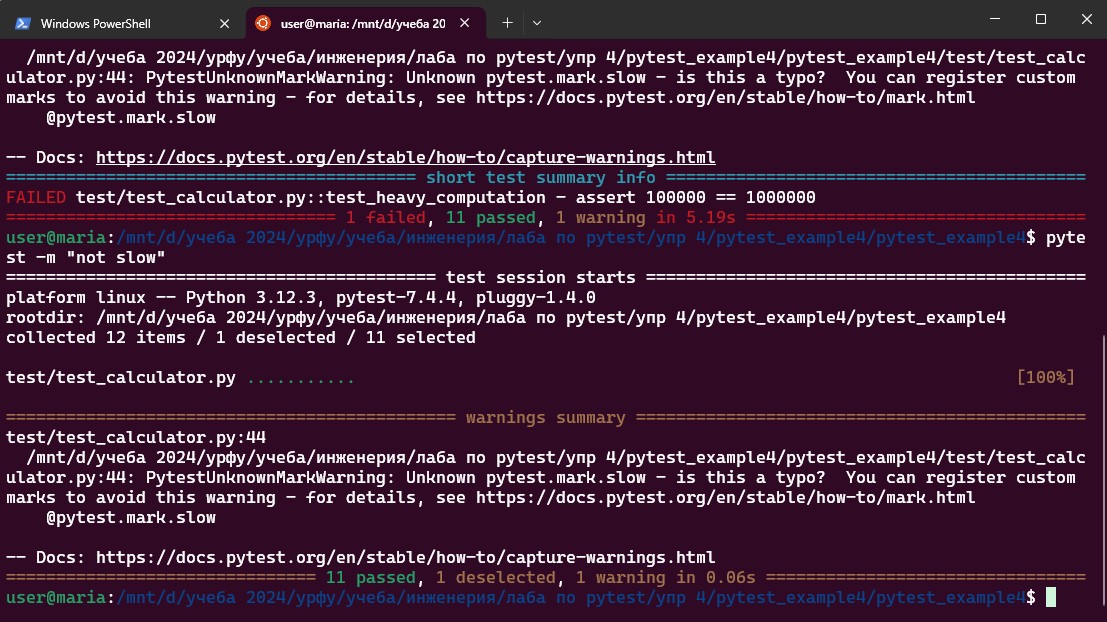 Windows PowerShell
user@maria: /mnt/d/учеба 20
/mnt/d/учеба 2024/урфу/учеба/инженерия/лаба по pytest/упр 4/pytest_example4/pytest_example4/test/test_calc
ulator.py:44: PytestUnknownMarkWarning: Unknown pytest.mark.slow - is this a typo?  You can register custom
marks to avoid this warning - for details, see https://docs.pytest.org/en/stable/how-to/mark.html
@pytest.mark.slow
-- Docs: https://docs.pytest.org/en/stable/how-to/capture-warnings.html
========================================= short test summary info ==========================================
FAILED test/test_calculator.py::test_heavy_computation - assert 100000 == 1000000
================================= 1 failed, 11 passed, 1 warning in 5.19s ==================================
user@maria:/mnt/d/учеба 2024/урфу/учеба/инженерия/лаба по pytest/упр 4/pytest_example4/pytest_example4$ pyte
st -m "not slow"
=========================================== test session starts ============================================
platform linux -- Python 3.12.3, pytest-7.4.4, pluggy-1.4.0
rootdir: /mnt/d/учеба 2024/урфу/учеба/инженерия/лаба по pytest/упр 4/pytest_example4/pytest_example4
collected 12 items / 1 deselected / 11 selected
test/test_calculator.py ........... [100%]
============================================= warnings summary =============================================
test/test_calculator.py:44
/mnt/d/учеба 2024/урфу/учеба/инженерия/лаба по pytest/упр 4/pytest_example4/pytest_example4/test/test_calc
ulator.py:44: PytestUnknownMarkWarning: Unknown pytest.mark.slow - is this a typo?  You can register custom
marks to avoid this warning - for details, see https://docs.pytest.org/en/stable/how-to/mark.html
@pytest.mark.slow
-- Docs: https://docs.pytest.org/en/stable/how-to/capture-warnings.html
=============================== 11 passed, 1 deselected, 1 warning in 0.06s ================================
user@maria:/mnt/d/учеба 2024/урфу/учеба/инженерия/лаба по pytest/упр 4/pytest_example4/pytest_example4$